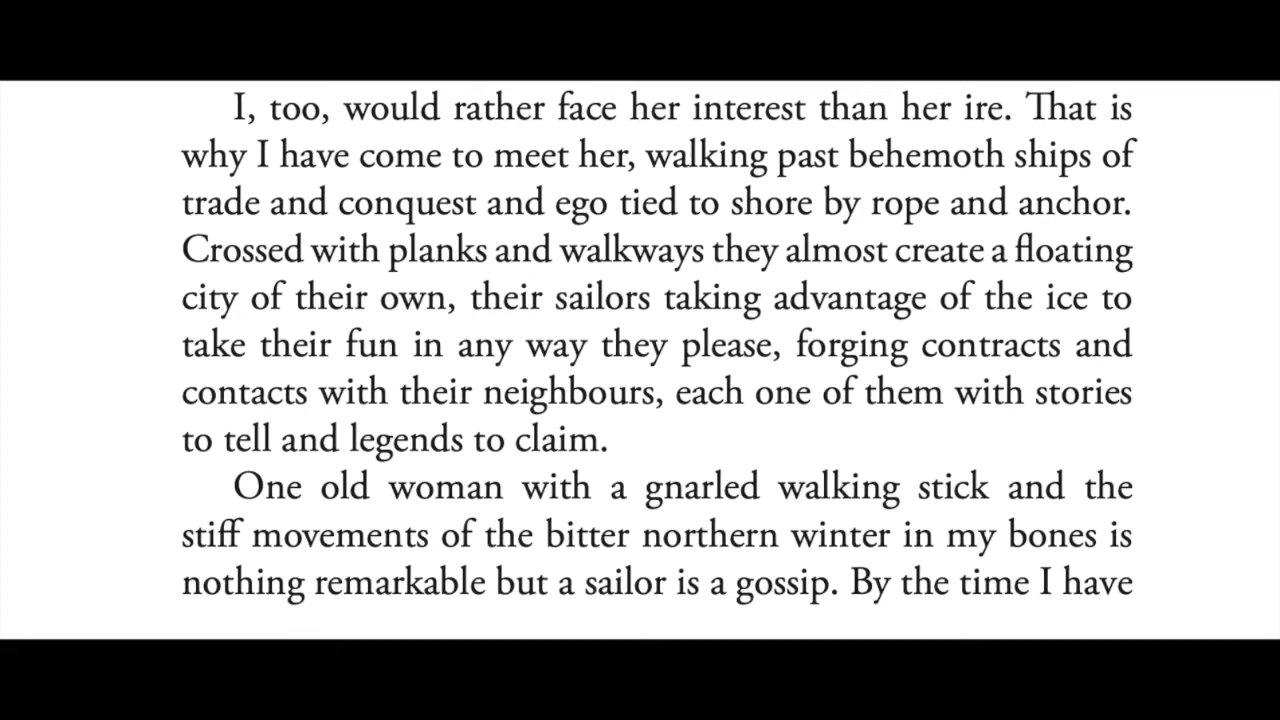 I, too, would rather face her interest than her ire. That is
why I have come to meet her, walking past behemoth ships of
trade and conquest and ego tied to shore by rope and anchor.
Crossed with planks and walkways they almost create a floating
city of their own, their sailors taking advantage of the ice to
take their fun in any way they please, forging contracts and
contacts with their neighbours, each one of them with stories
to tell and legends to claim.
One old woman with a gnarled walking stick and the
stiff movements of the bitter northern winter in my bones is
nothing remarkable but a sailor is a gossip. By the time I have